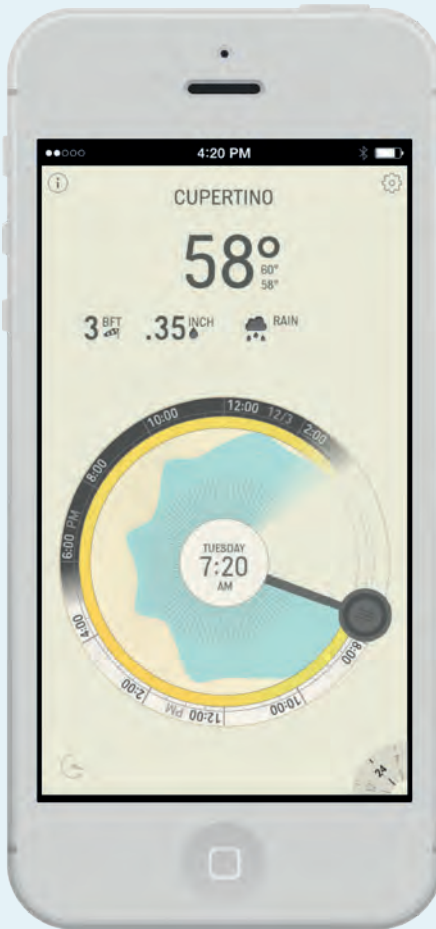 4:20 PM
i
CUPERTINO
58°
60°
58°
3 BFT .35 INCH RAIN
10:00
12:00 12/3
2:00
8:00
6:00 PM
TUESDAY
7:20
AM
4:00
2:00
12:00 PM
10:00
8:00
24